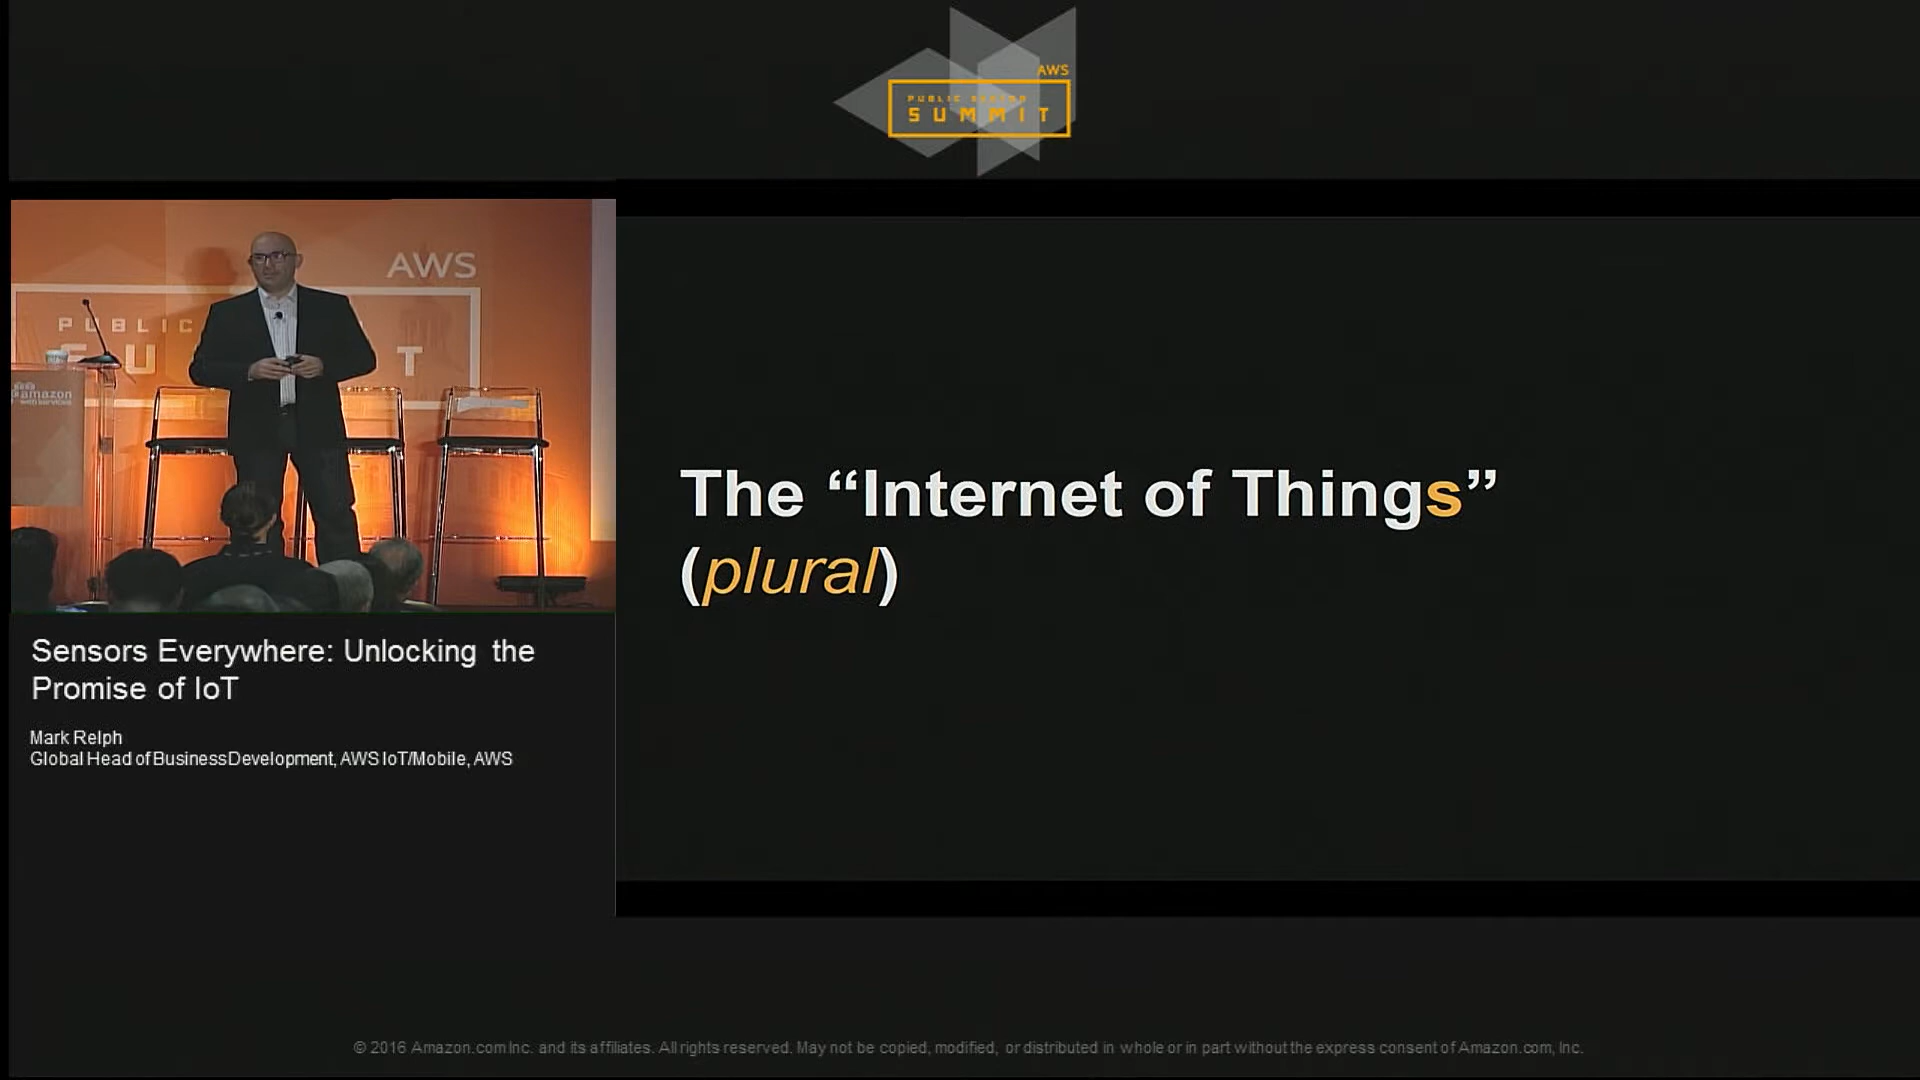 AWS
PUBLIC SECTOR
SUMMIT
AWS
PUBLIC
SU T
amazon
web services
The “Internet of Things”
(plural)
Sensors Everywhere: Unlocking the
Promise of IoT
Mark Relph
Global Head of Business Development, AWS IoT/Mobile, AWS
© 2016 Amazon.com Inc. and its affiliates. All rights reserved. May not be copied, modified, or distributed in whole or in part without the express consent of Amazon.com, Inc.